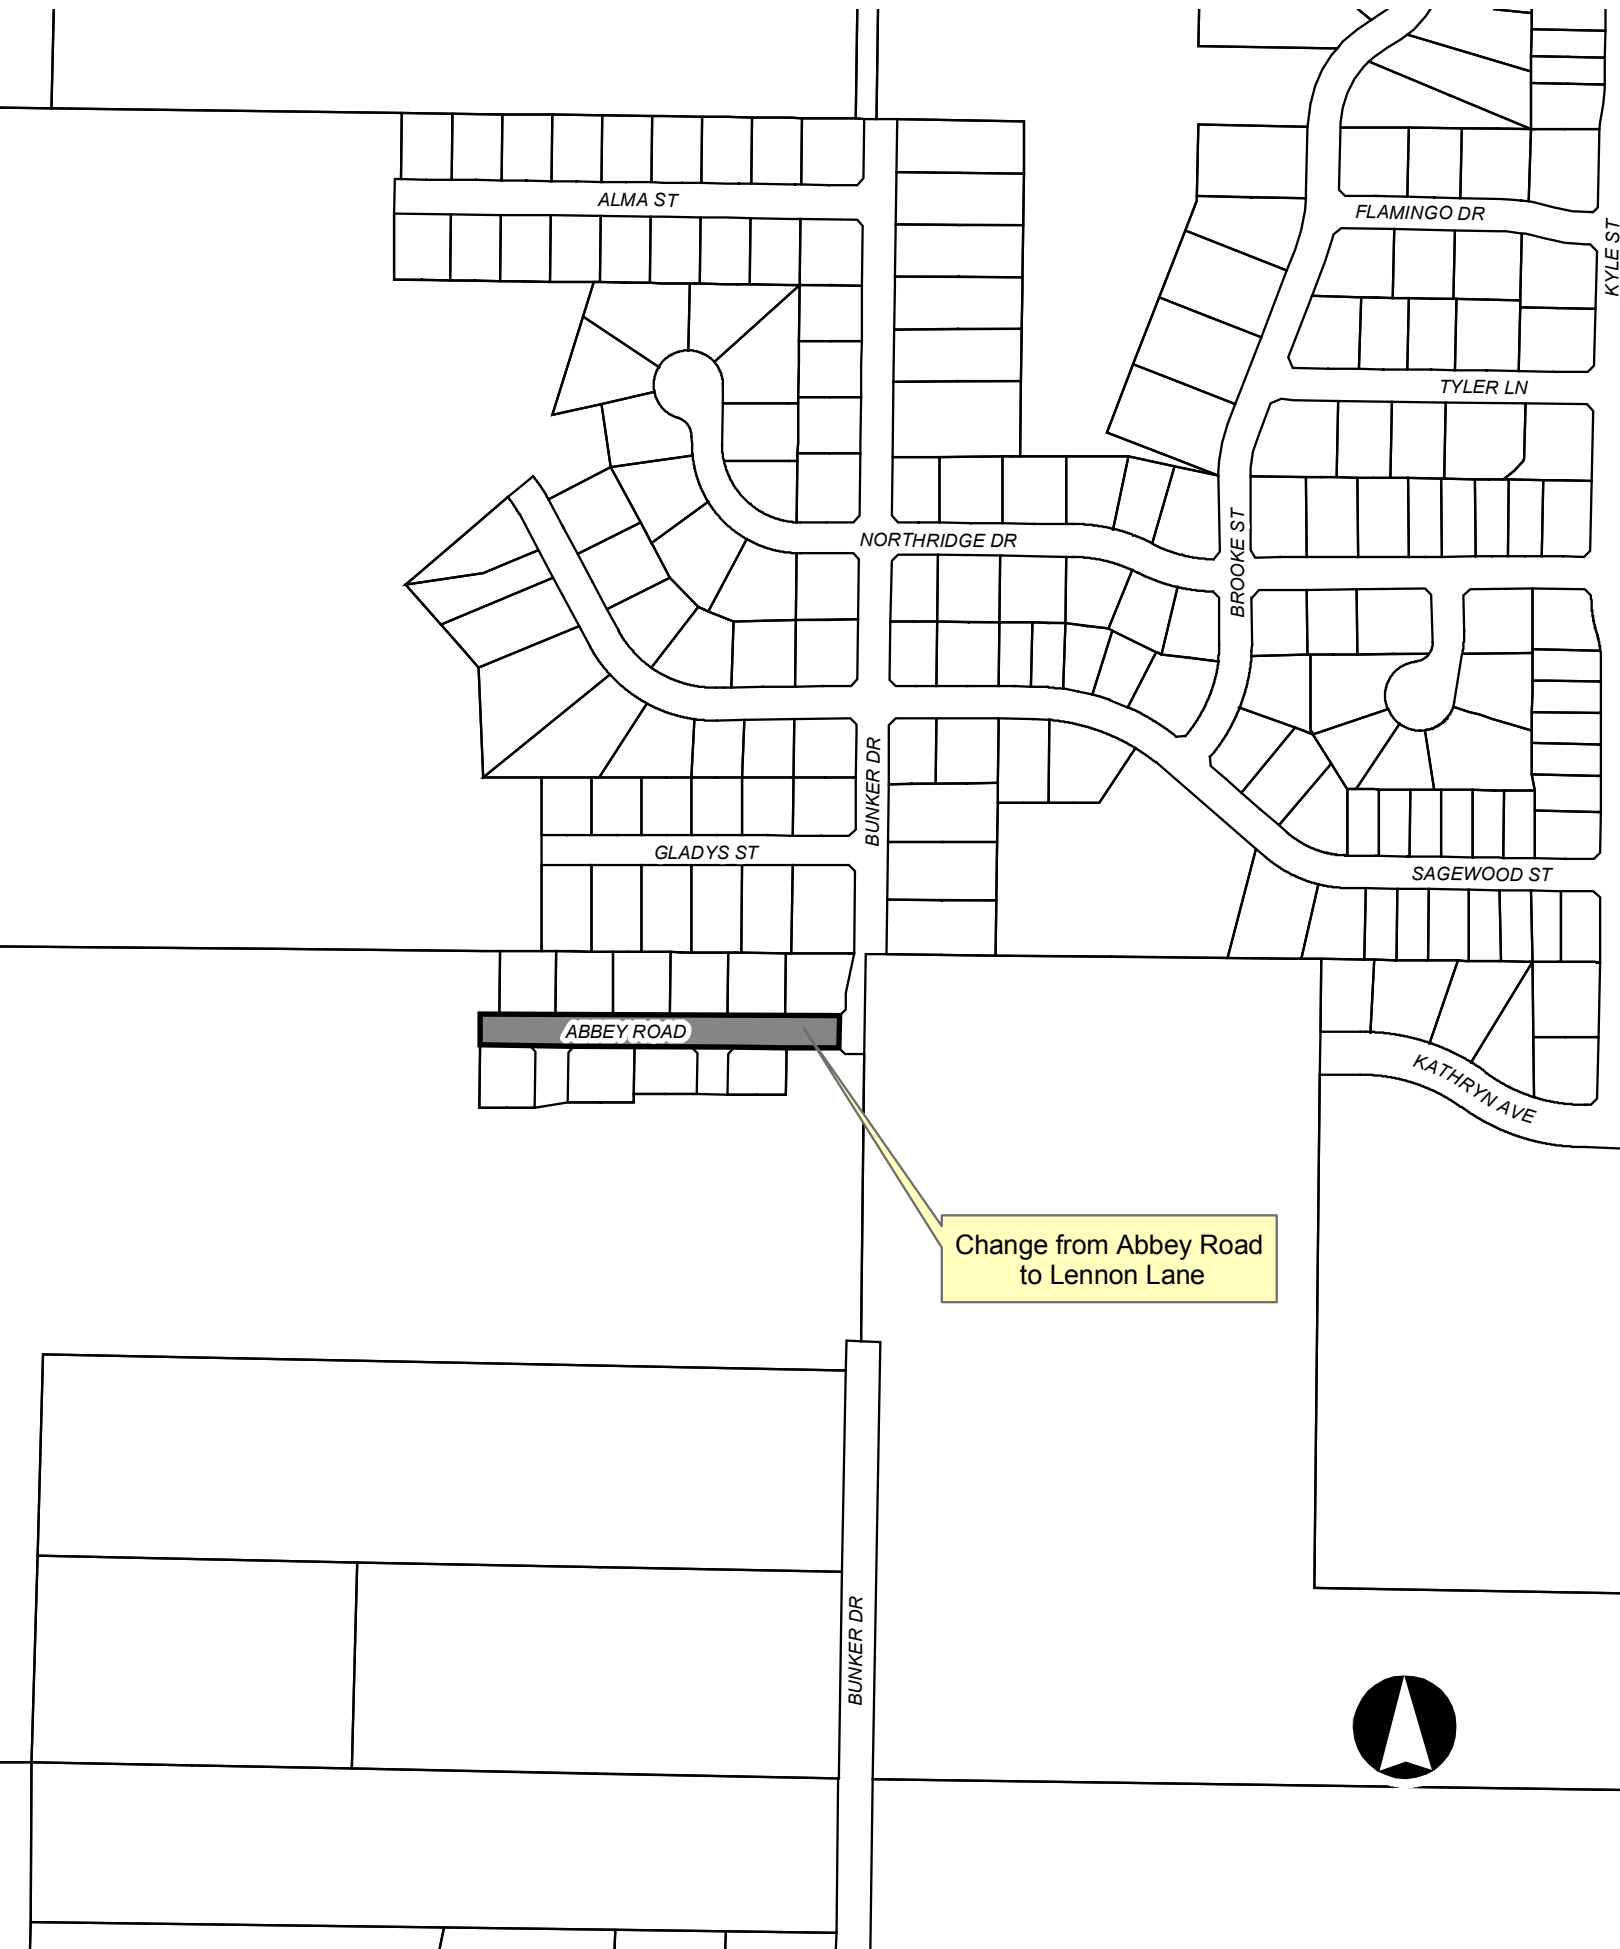 ALMA ST
FLAMINGO DR
KYLE ST
TYLER LN
NORTHRIDGE DR
BROOKE ST
BUNKER DR
GLADYS ST
SAGEWOOD ST
ABBEY ROAD
KATHRYN AVE
Change from Abbey Road
to Lennon Lane
BUNKER DR